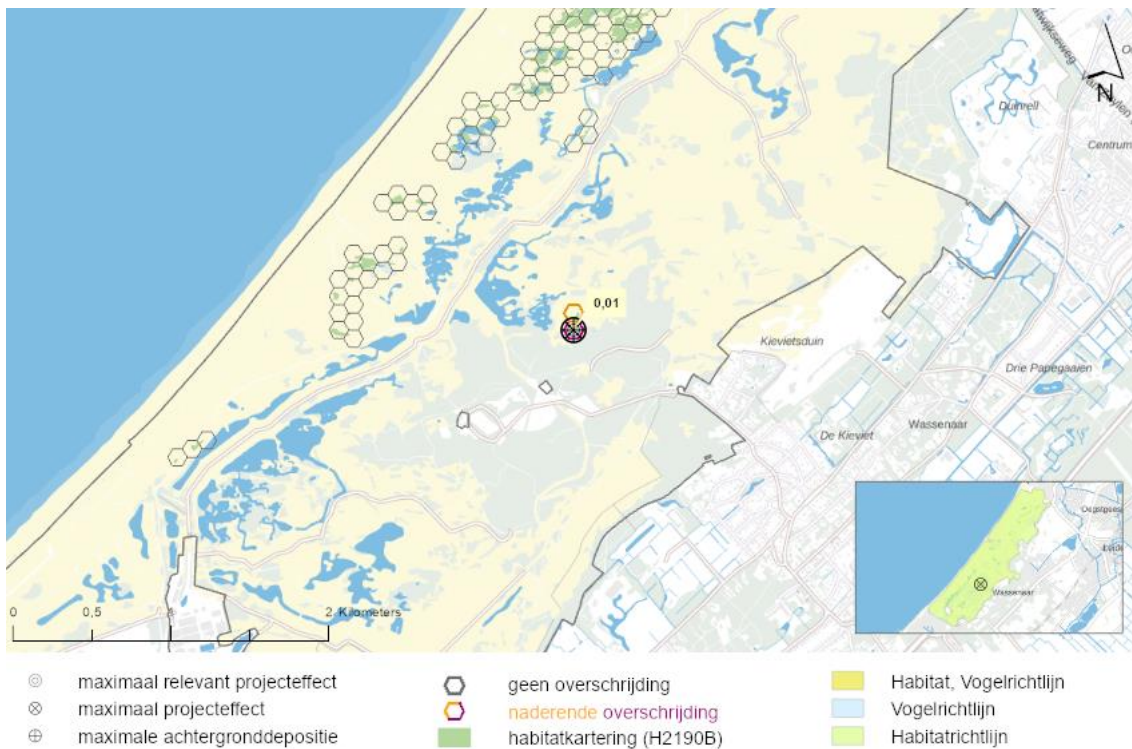 Duinrell
Centrum
N
0,01
Kievietsduin
Drie Papegaaien
De Kieviet
Wassenaar
0 0,5 1 2 Kilometers
Wassenaar
maximaal relevant projecteffect
maximaal projecteffect
maximale achtergronddepositie
geen overschrijding
naderende overschrijding
habitatkartering (H2190B)
Habitat, Vogelrichtlijn
Vogelrichtlijn
Habitatrichtlijn